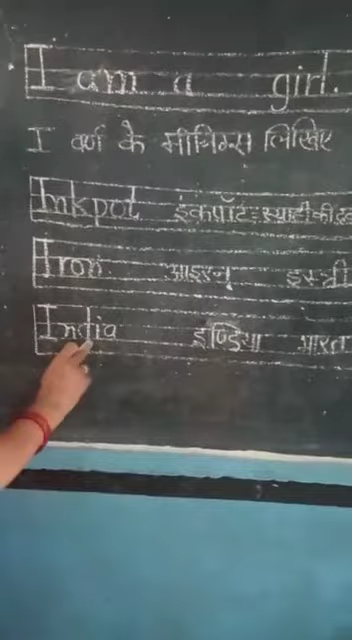 I am a girl.
I वर्ण के मीनिंग्स लिखिए
Inkpot इंकपॉट = स्याही की
Iron आइरन् इस्त्री
India इण्डिया भारत